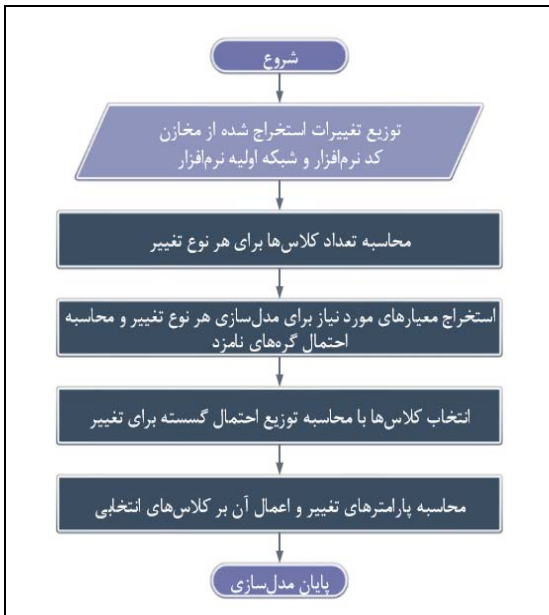 شروع
توزیع تغییرات استخراج شده از مخازن
کد نرم‌افزار و شبکه اولیه نرم‌افزار
محاسبه تعداد کلاس‌ها برای هر نوع تغییر
استخراج معیارهای مورد نیاز برای مدل‌سازی هر نوع تغییر و محاسبه
احتمال گره‌های نامزد
انتخاب کلاس‌ها با محاسبه توزیع احتمال گسسته برای تغییر
محاسبه پارامترهای تغییر و اعمال آن بر کلاس‌های انتخابی
پایان مدل‌سازی